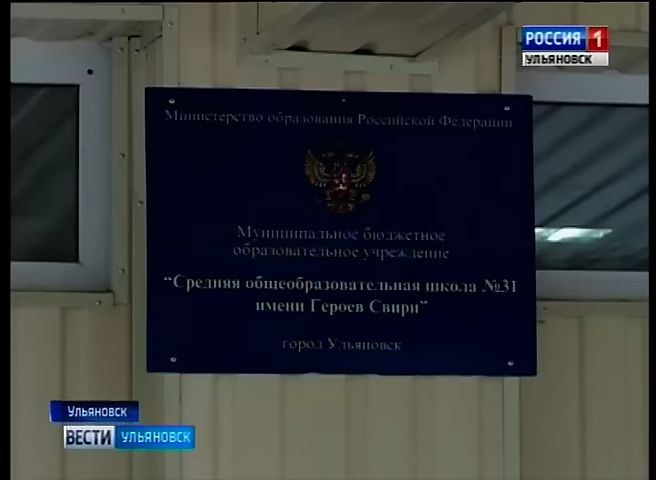 РОССИЯ 1
УЛЬЯНОВСК
Министерство образования Российской Федерации
Муниципальное бюджетное
образовательное учреждение
“Средняя общеобразовательная школа №31
имени Героев Свири”
город Ульяновск
Ульяновск
ВЕСТИ УЛЬЯНОВСК